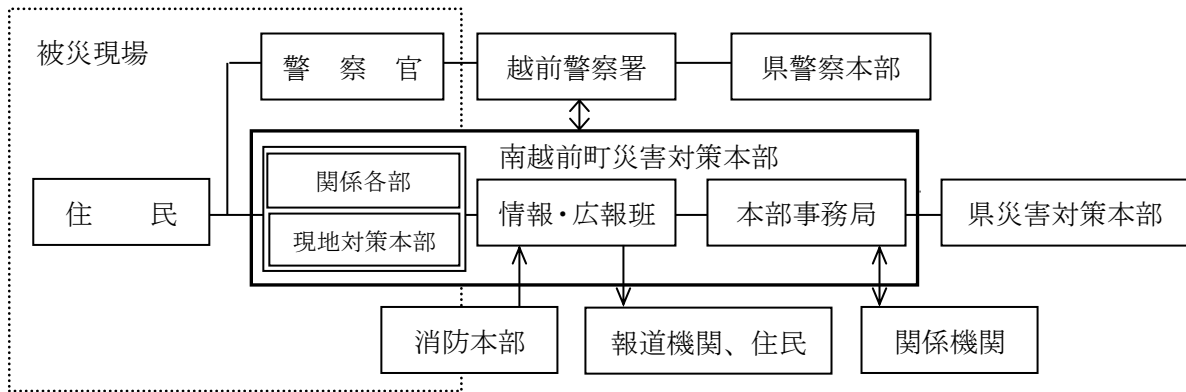 被災現場
警 察 官
越前警察署
県警察本部
南越前町災害対策本部
関係各部
住 民
情報・広報班
本部事務局
県災害対策本部
現地対策本部
消防本部
報道機関、住民
関係機関